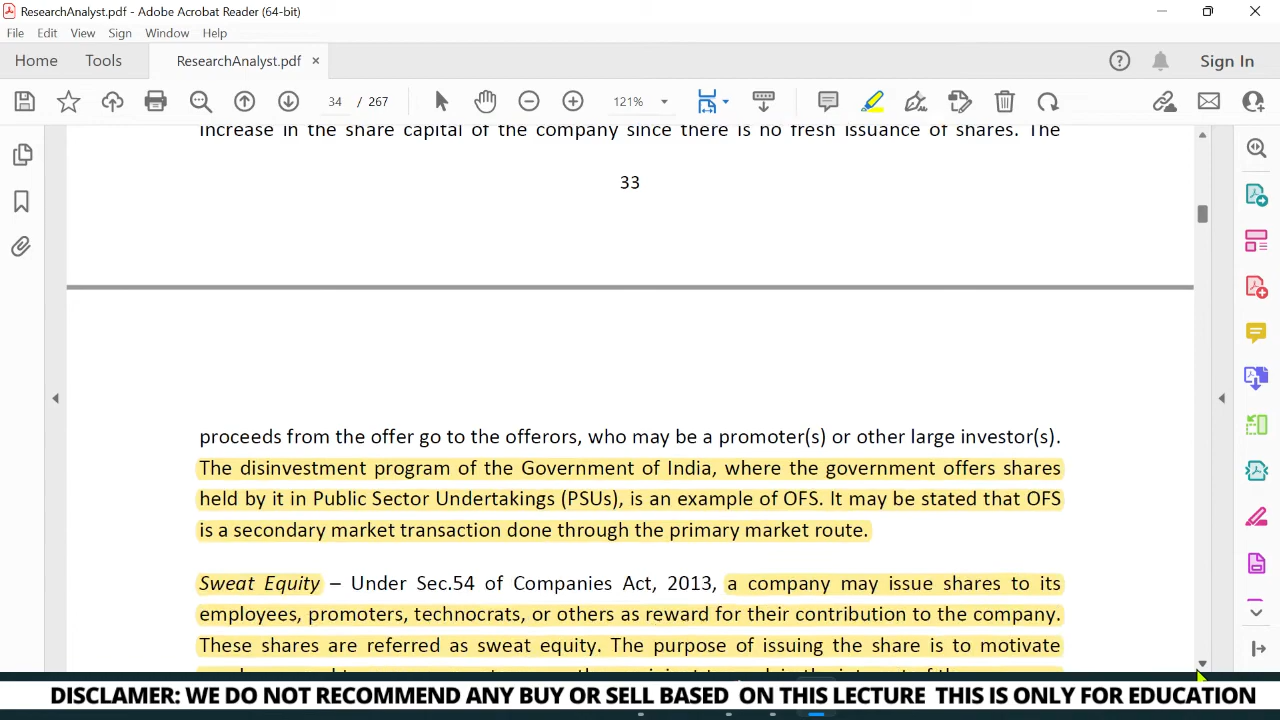 ResearchAnalyst.pdf - Adobe Acrobat Reader (64-bit)
File Edit View Sign Window Help
Home Tools ResearchAnalyst.pdf × Sign In
34 / 267 121%
increase in the share capital of the company since there is no fresh issuance of shares. The
33
proceeds from the offer go to the offerors, who may be a promoter(s) or other large investor(s).
The disinvestment program of the Government of India, where the government offers shares
held by it in Public Sector Undertakings (PSUs), is an example of OFS. It may be stated that OFS
is a secondary market transaction done through the primary market route.
Sweat Equity – Under Sec.54 of Companies Act, 2013, a company may issue shares to its
employees, promoters, technocrats, or others as reward for their contribution to the company.
These shares are referred as sweat equity. The purpose of issuing the share is to motivate
DISCLAMER: WE DO NOT RECOMMEND ANY BUY OR SELL BASED ON THIS LECTURE THIS IS ONLY FOR EDUCATION